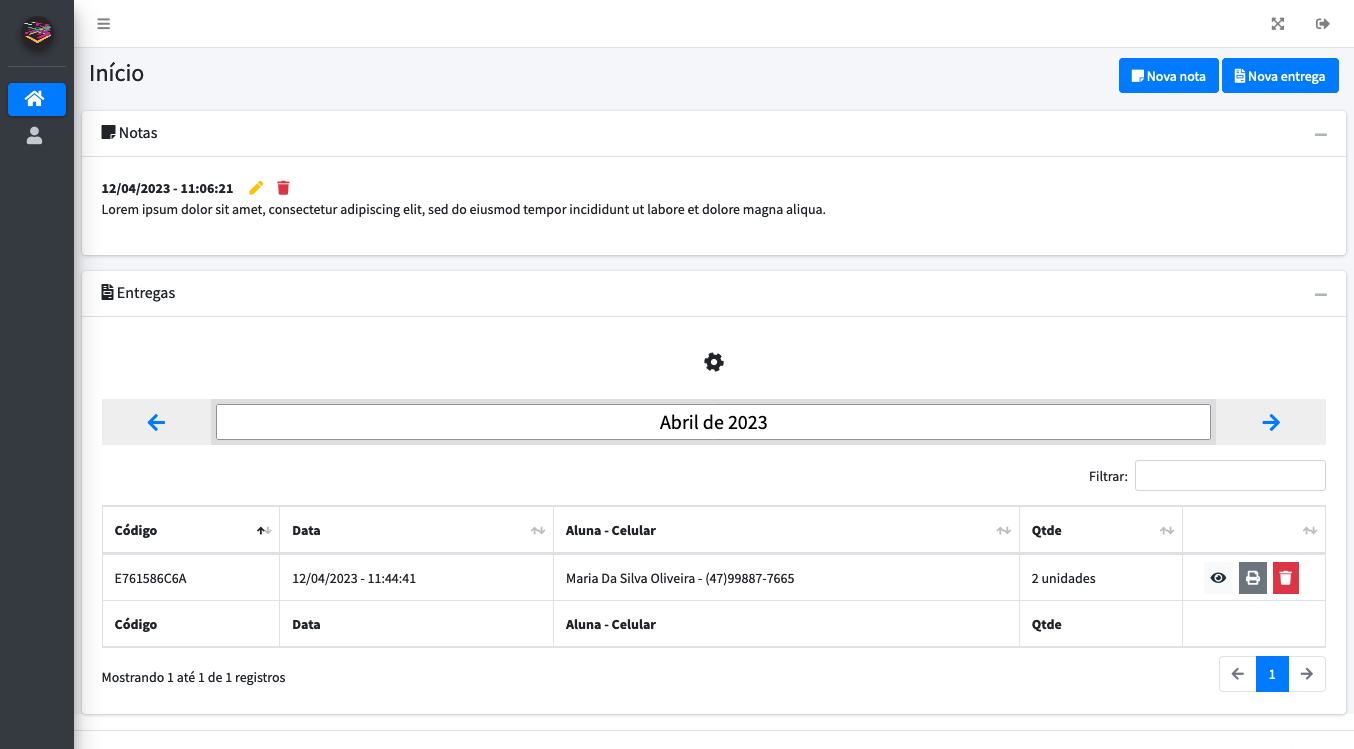 Início
Nova nota
Nova entrega
Notas
12/04/2023 - 11:06:21
Lorem ipsum dolor sit amet, consectetur adipiscing elit, sed do eiusmod tempor incididunt ut labore et dolore magna aliqua.
Entregas
Abril de 2023
Filtrar:
Código Data Aluna - Celular Qtde
E761586C6A 12/04/2023 - 11:44:41 Maria Da Silva Oliveira - (47)99887-7665 2 unidades
Código Data Aluna - Celular Qtde
Mostrando 1 até 1 de 1 registros
1